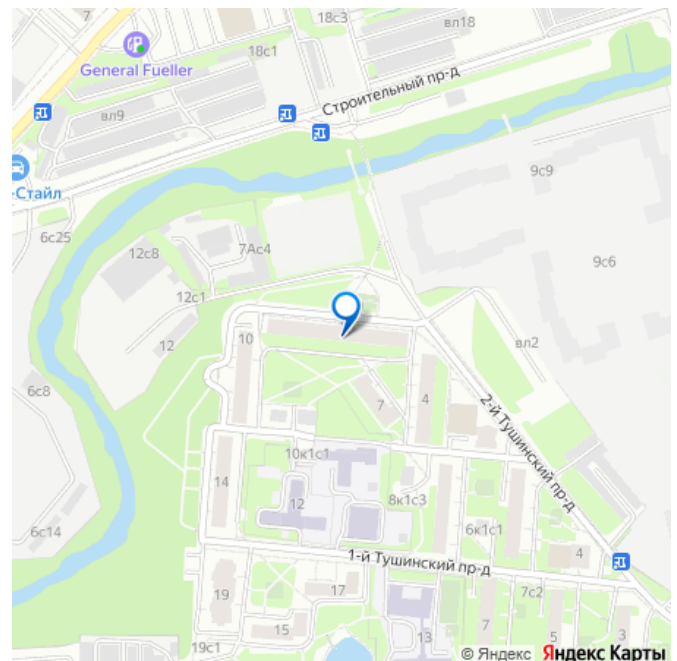 7
18с3
вл18
18с1
General Fueller
Строительный пр-д
вл9
9с9
-Стайл
6с25
7Ас4
12с8
9с6
12с1
12
10
вл2
6с8
7
4
2-й Тушинский пр-д
10к1с1
14
12
8к1с3
6с14
6к1с1
1-й Тушинский пр-д
4
19
17
7с2
15
13
7
5
3
19с1
© Яндекс Яндекс Карты